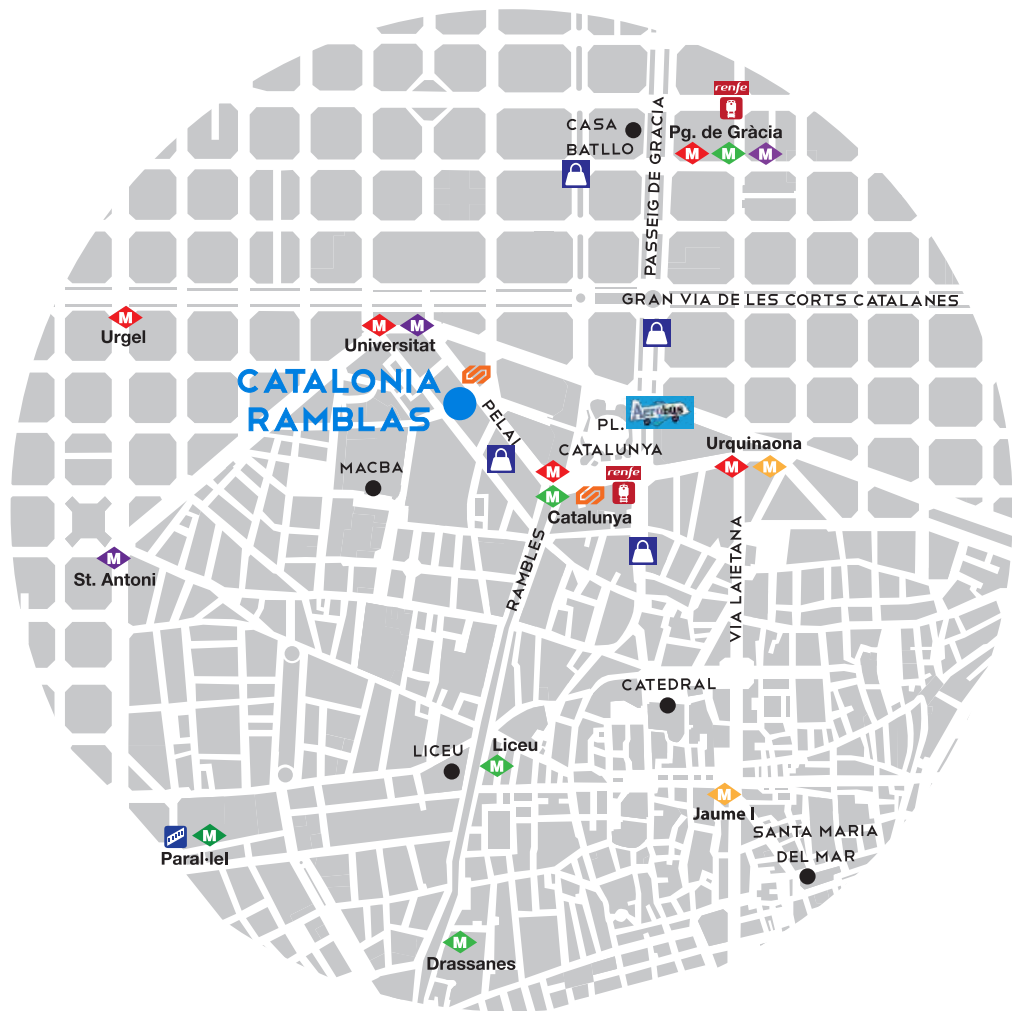 renfe
CASA
BATLLO
PASSEIG DE GRACIA
Pg. de Gràcia
M M M
GRAN VIA DE LES CORTS CATALANES
M
Urgel
M M
Universitat
CATALONIA
RAMBLAS
PELAI
Aerobus
PL.
CATALUNYA
Urquinaona
M M
MACBA
M
renfe
M
Catalunya
RAMBLES
VIA LAIETANA
M
St. Antoni
CATEDRAL
LICEU
Liceu
M
M
Jaume I
SANTA MARIA
DEL MAR
M
Paral·lel
M
Drassanes